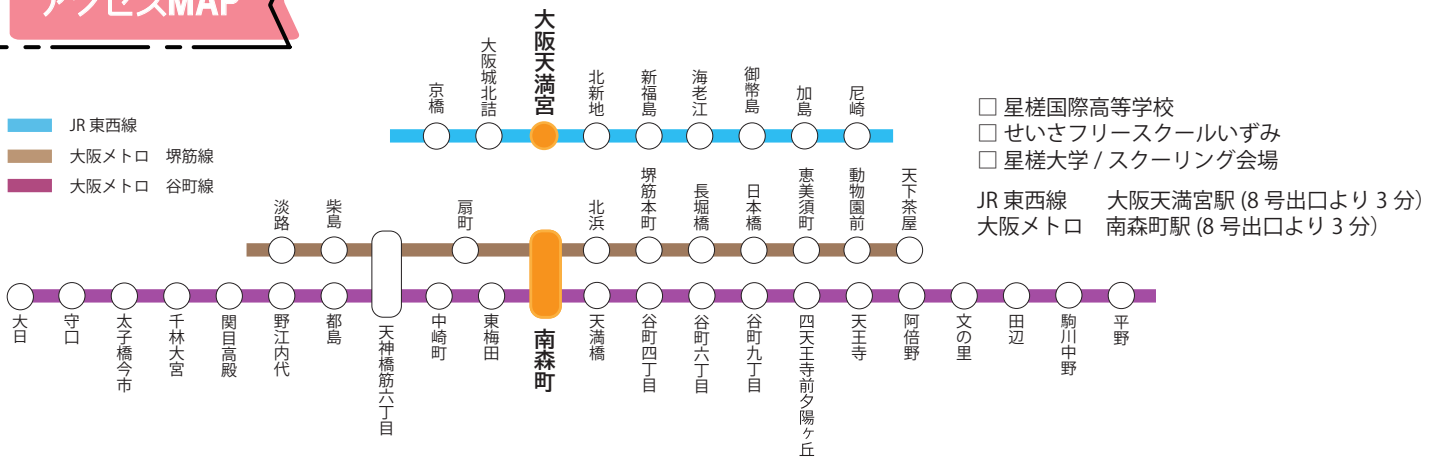 アクセスMAP
JR 東西線
大阪メトロ　堺筋線
大阪メトロ　谷町線
京橋
大阪城北詰
大阪天満宮
北新地
新福島
海老江
御幣島
加島
尼崎
淡路
柴島
扇町
北浜
堺筋本町
長堀橋
日本橋
恵美須町
動物園前
天下茶屋
大日
守口
太子橋今市
千林大宮
関目高殿
野江内代
都島
天神橋筋六丁目
中崎町
東梅田
南森町
天満橋
谷町四丁目
谷町六丁目
谷町九丁目
四天王寺前夕陽ヶ丘
天王寺
阿倍野
文の里
田辺
駒川中野
平野
□ 星槎国際高等学校
□ せいさフリースクールいずみ
□ 星槎大学 / スクーリング会場
JR 東西線　　大阪天満宮駅 (8 号出口より 3 分)
大阪メトロ　南森町駅 (8 号出口より 3 分)